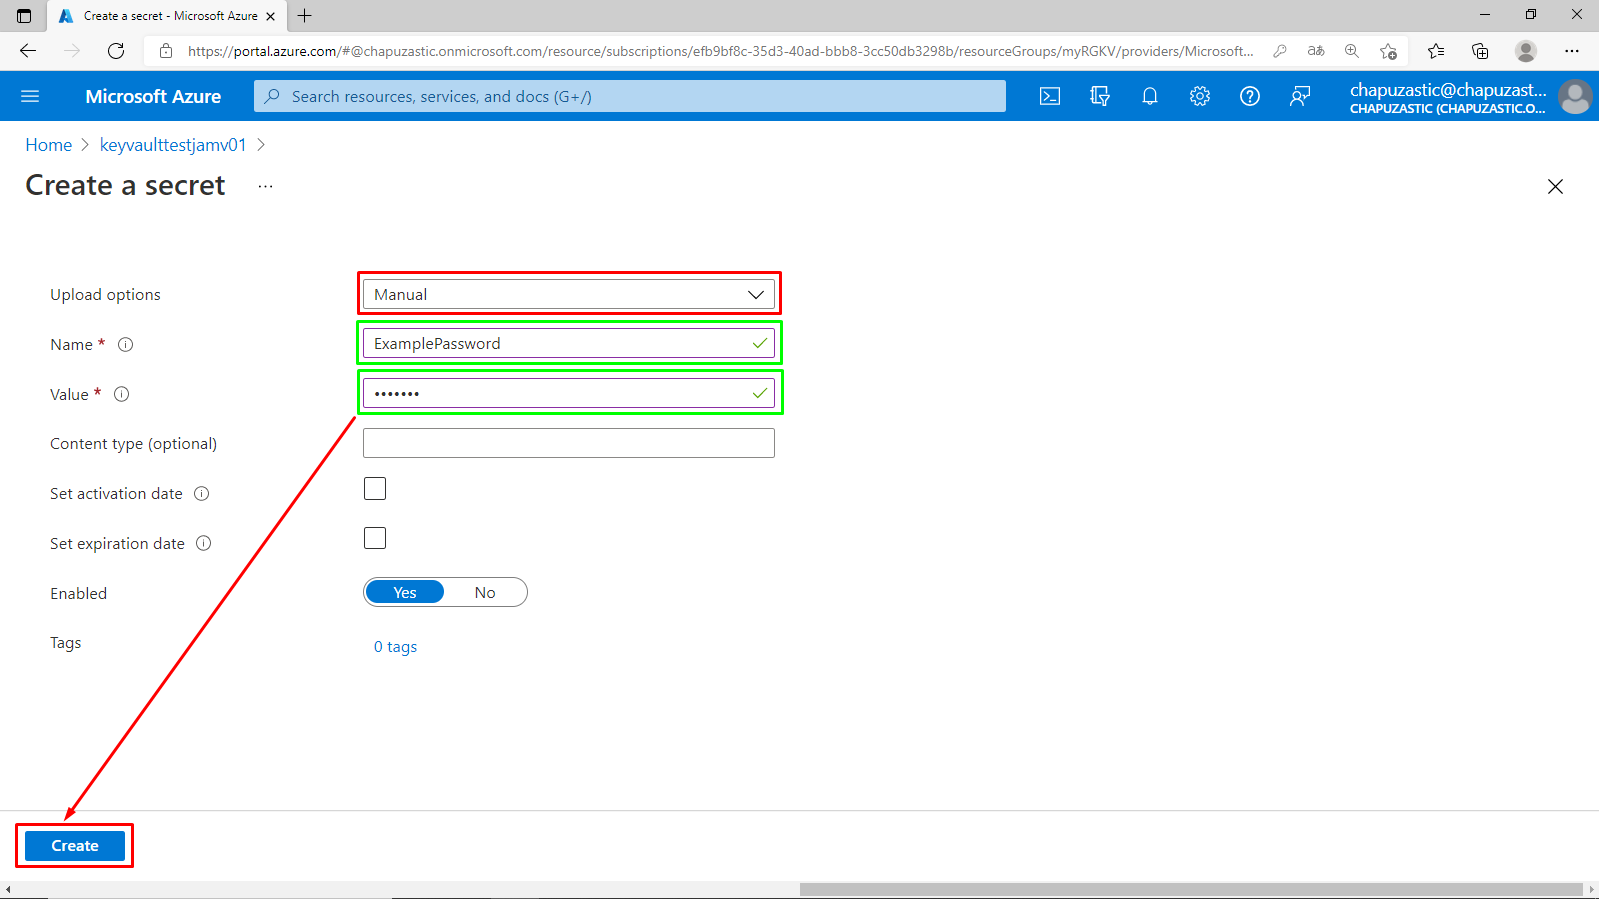 Create a secret - Microsoft Azure
https://portal.azure.com/#@chapuzastic.onmicrosoft.com/resource/subscriptions/efb9bf8c-35d3-40ad-bbb8-3cc50db3298b/resourceGroups/myRGKV/providers/Microsoft...
Microsoft Azure
Search resources, services, and docs (G+/)
chapuzastic@chapuzast...
CHAPUZASTIC (CHAPUZASTIC.O...
Home > keyvaulttestjamv01 >
Create a secret ...
Upload options
Manual
Name *
ExamplePassword
Value *
•••••••
Content type (optional)
Set activation date
Set expiration date
Enabled
Yes No
Tags
0 tags
Create